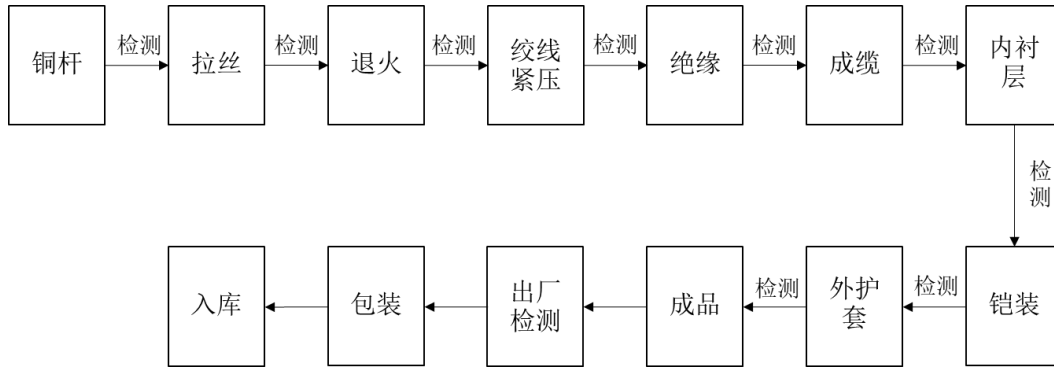 铜杆
检测
拉丝
检测
退火
检测
绞线
紧压
检测
绝缘
检测
成缆
检测
内衬
层
检
测
铠装
检测
外护
套
检测
成品
出厂
检测
包装
入库